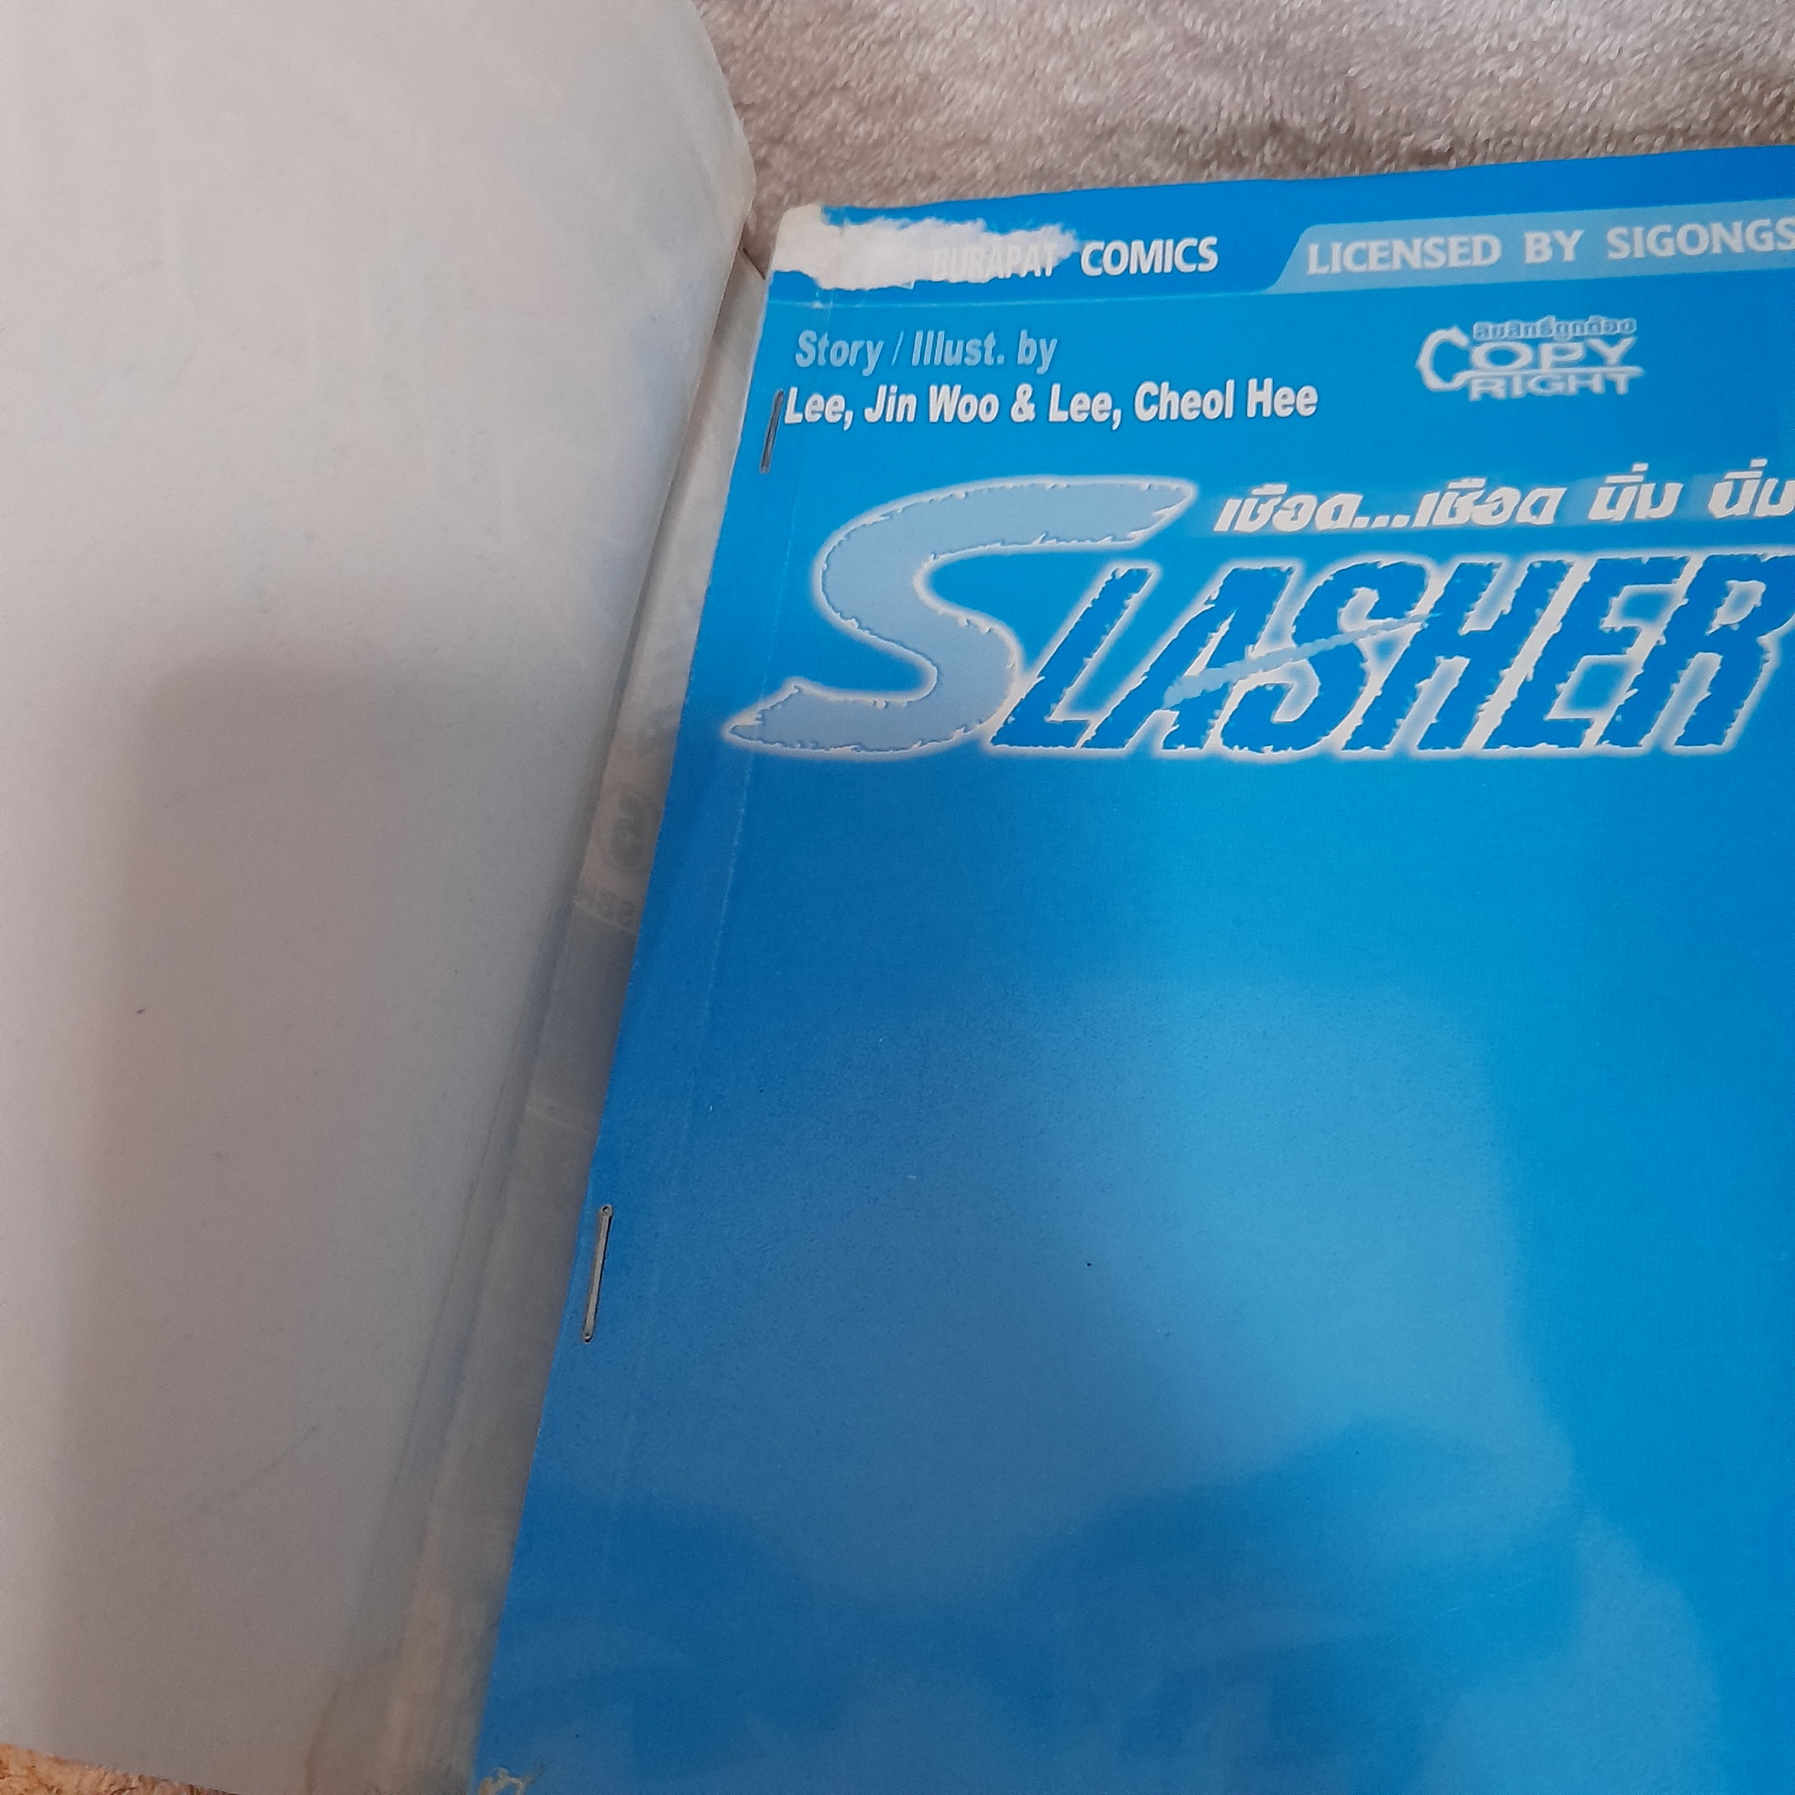 BURAPAT COMICS
LICENSED BY SIGONGS
Story / Illust. by
Lee, Jin Woo & Lee, Cheol Hee
ลิขสิทธิ์ถูกต้อง
COPY
RIGHT
เชือด...เชือด นิ่ม นิ่ม
SLASHER